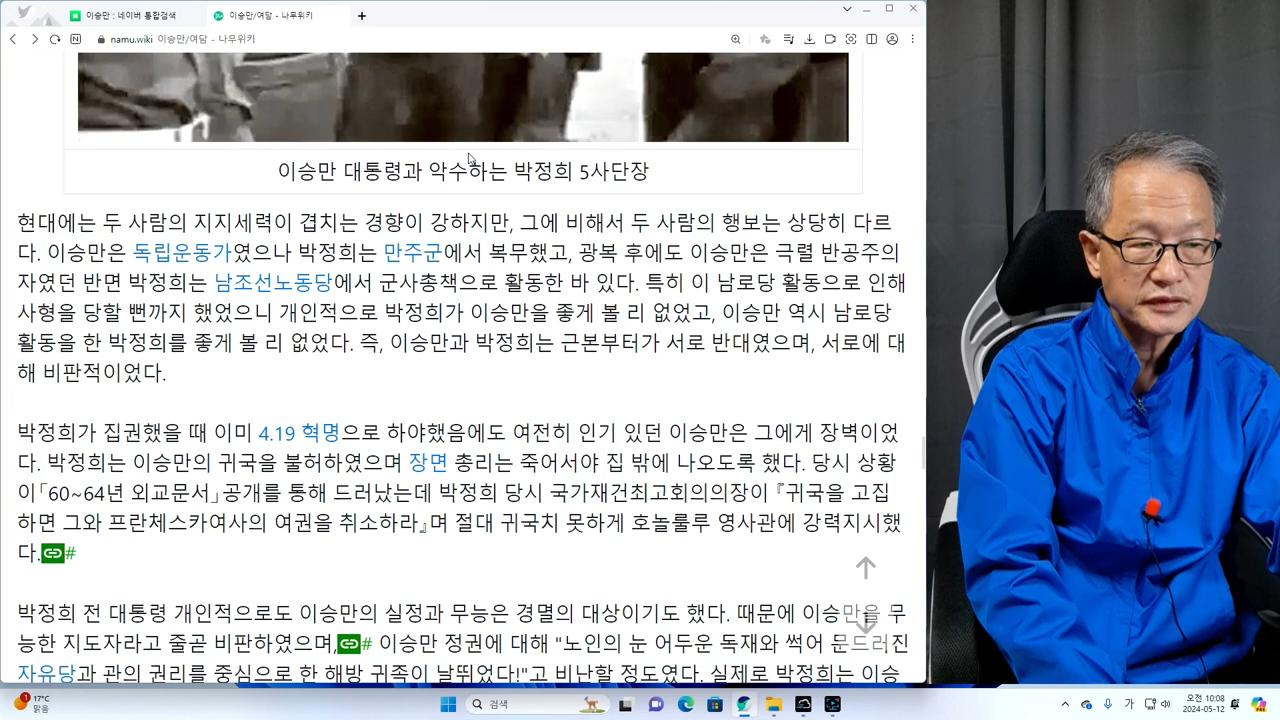 이승만 : 네이버 통합검색
이승만/여담 - 나무위키
namu.wiki 이승만/여담 - 나무위키
이승만 대통령과 악수하는 박정희 5사단장
현대에는 두 사람의 지지세력이 겹치는 경향이 강하지만, 그에 비해서 두 사람의 행보는 상당히 다르
다. 이승만은 독립운동가였으나 박정희는 만주군에서 복무했고, 광복 후에도 이승만은 극렬 반공주의
자였던 반면 박정희는 남조선노동당에서 군사총책으로 활동한 바 있다. 특히 이 남로당 활동으로 인해
사형을 당할 뻔까지 했었으니 개인적으로 박정희가 이승만을 좋게 볼 리 없었고, 이승만 역시 남로당
활동을 한 박정희를 좋게 볼 리 없었다. 즉, 이승만과 박정희는 근본부터가 서로 반대였으며, 서로에 대
해 비판적이었다.
박정희가 집권했을 때 이미 4.19 혁명으로 하야했음에도 여전히 인기 있던 이승만은 그에게 장벽이었
다. 박정희는 이승만의 귀국을 불허하였으며 장면 총리는 죽어서야 집 밖에 나오도록 했다. 당시 상황
이「60~64년 외교문서」공개를 통해 드러났는데 박정희 당시 국가재건최고회의의장이 『귀국을 고집
하면 그와 프란체스카여사의 여권을 취소하라』며 절대 귀국치 못하게 호놀룰루 영사관에 강력지시했
다.#
박정희 전 대통령 개인적으로도 이승만의 실정과 무능은 경멸의 대상이기도 했다. 때문에 이승만을 무
능한 지도자라고 줄곧 비판하였으며,# 이승만 정권에 대해 "노인의 눈 어두운 독재와 썩어 문드러진
자유당과 관의 권리를 중심으로 한 해방 귀족이 날뛰었다!"고 비난할 정도였다. 실제로 박정희는 이승
1
17°C
맑음
검색
가
오전 10:08
2024-05-12